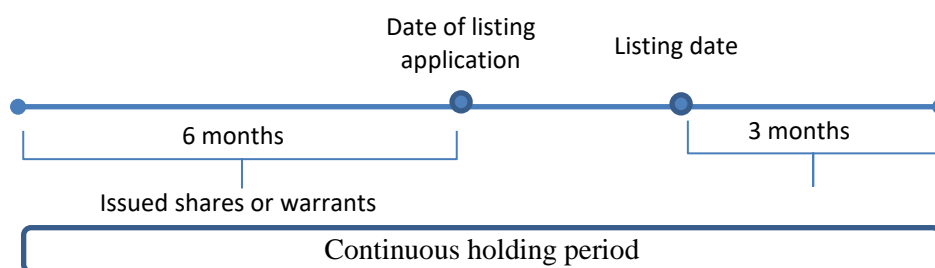 Date of listing
application
Listing date
6 months
3 months
Issued shares or warrants
Continuous holding period